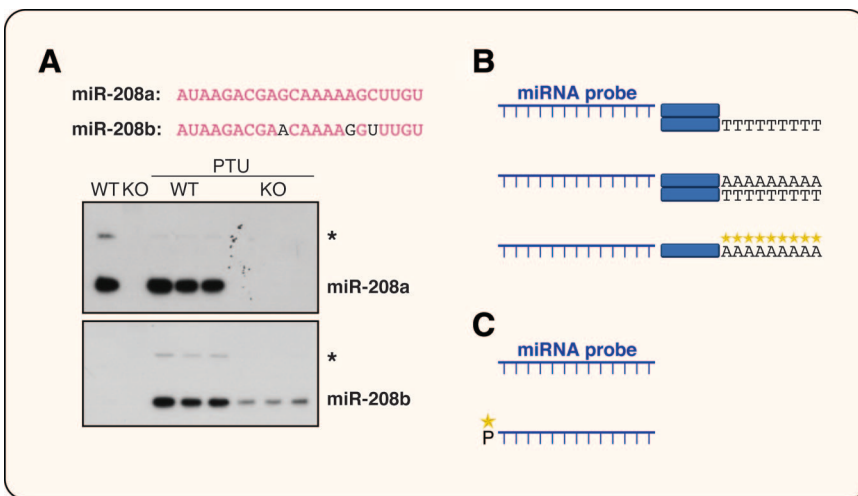 A
miR-208a: AUAAGACGAGCAAAAAGCUUGU
miR-208b: AUAAGACGAACAAAAGGUUUGU
PTU
WT KO WT KO
*
miR-208a
*
miR-208b
B
miRNA probe
TTTTTTTTT
AAAAAAAAA
TTTTTTTTT
AAAAAAAAA
C
miRNA probe
P